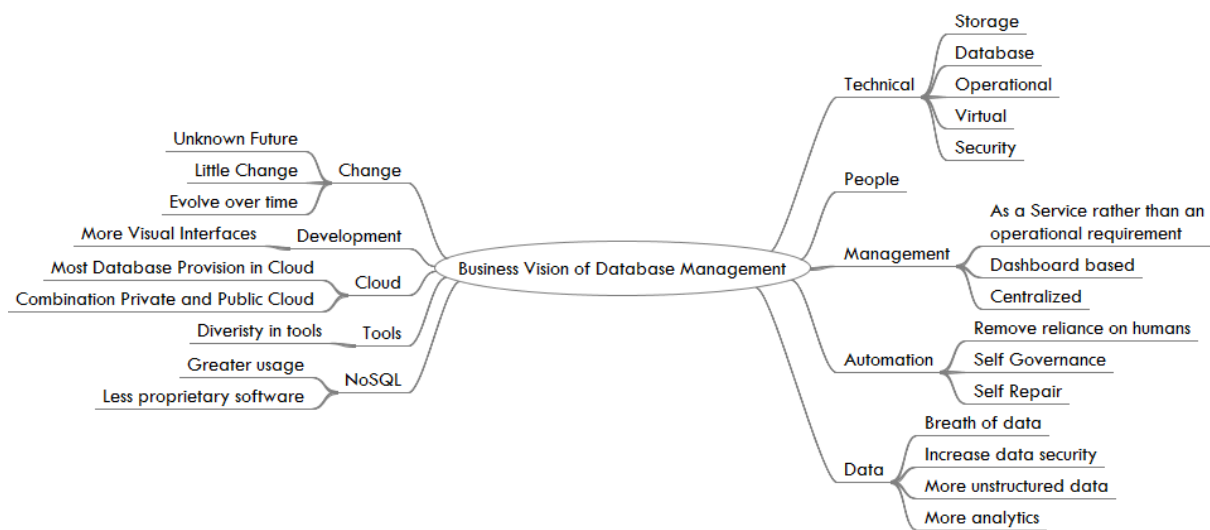 Business Vision of Database Management
Technical
Storage
Database
Operational
Virtual
Security
People
Management
As a Service rather than an
operational requirement
Dashboard based
Centralized
Automation
Remove reliance on humans
Self Governance
Self Repair
Data
Breath of data
Increase data security
More unstructured data
More analytics
Change
Unknown Future
Little Change
Evolve over time
Development
More Visual Interfaces
Cloud
Most Database Provision in Cloud
Combination Private and Public Cloud
Tools
Diveristy in tools
NoSQL
Greater usage
Less proprietary software